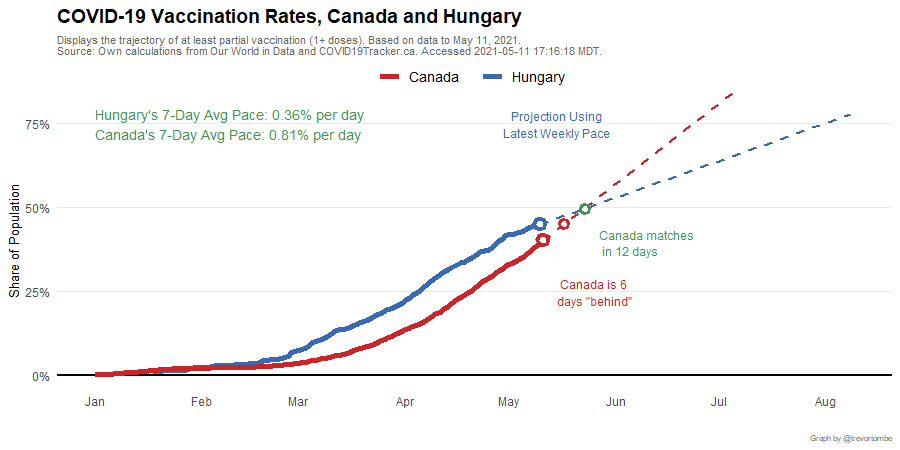 COVID-19 Vaccination Rates, Canada and Hungary
Displays the trajectory of at least partial vaccination (1+ doses). Based on data to May 11, 2021.
Source: Own calculations from Our World in Data and COVID19Tracker.ca. Accessed 2021-05-11 17:16:18 MDT.
Canada
Hungary
Hungary's 7-Day Avg Pace: 0.36% per day
Canada's 7-Day Avg Pace: 0.81% per day
Projection Using
Latest Weekly Pace
75%
50%
25%
0%
Share of Population
Canada matches
in 12 days
Canada is 6
days "behind"
Jan
Feb
Mar
Apr
May
Jun
Jul
Aug
Graph by @trevortombe